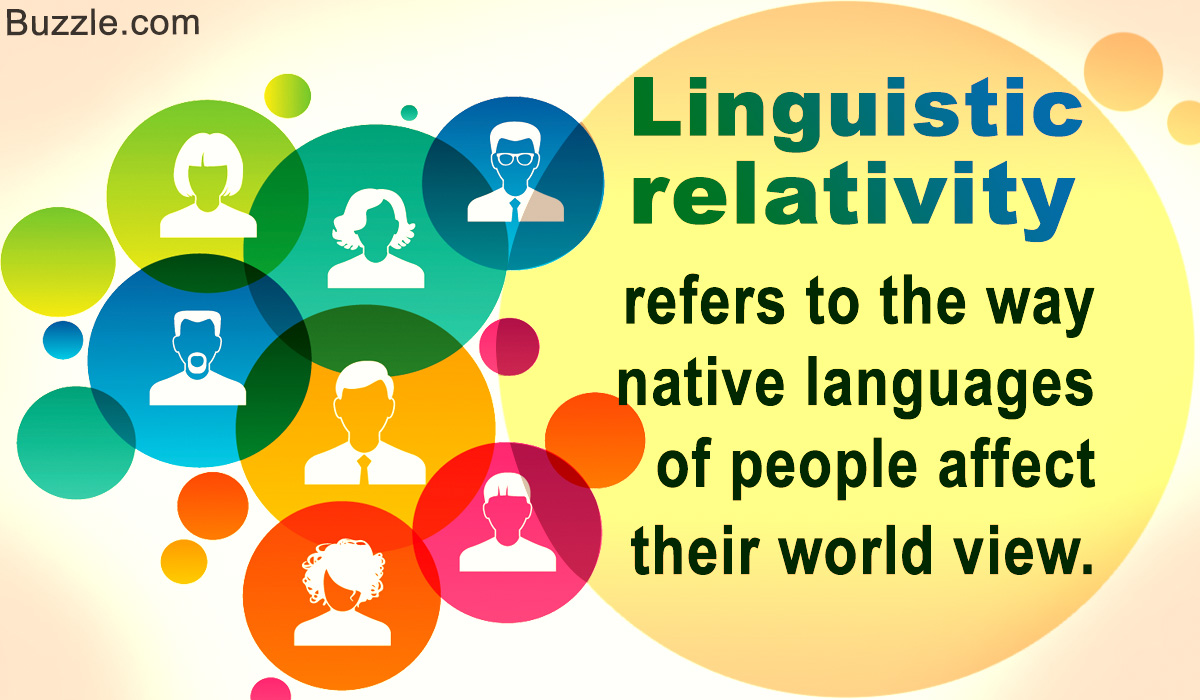 Buzzle.com
Linguistic
relativity
refers to the way
native languages
of people affect
their world view.